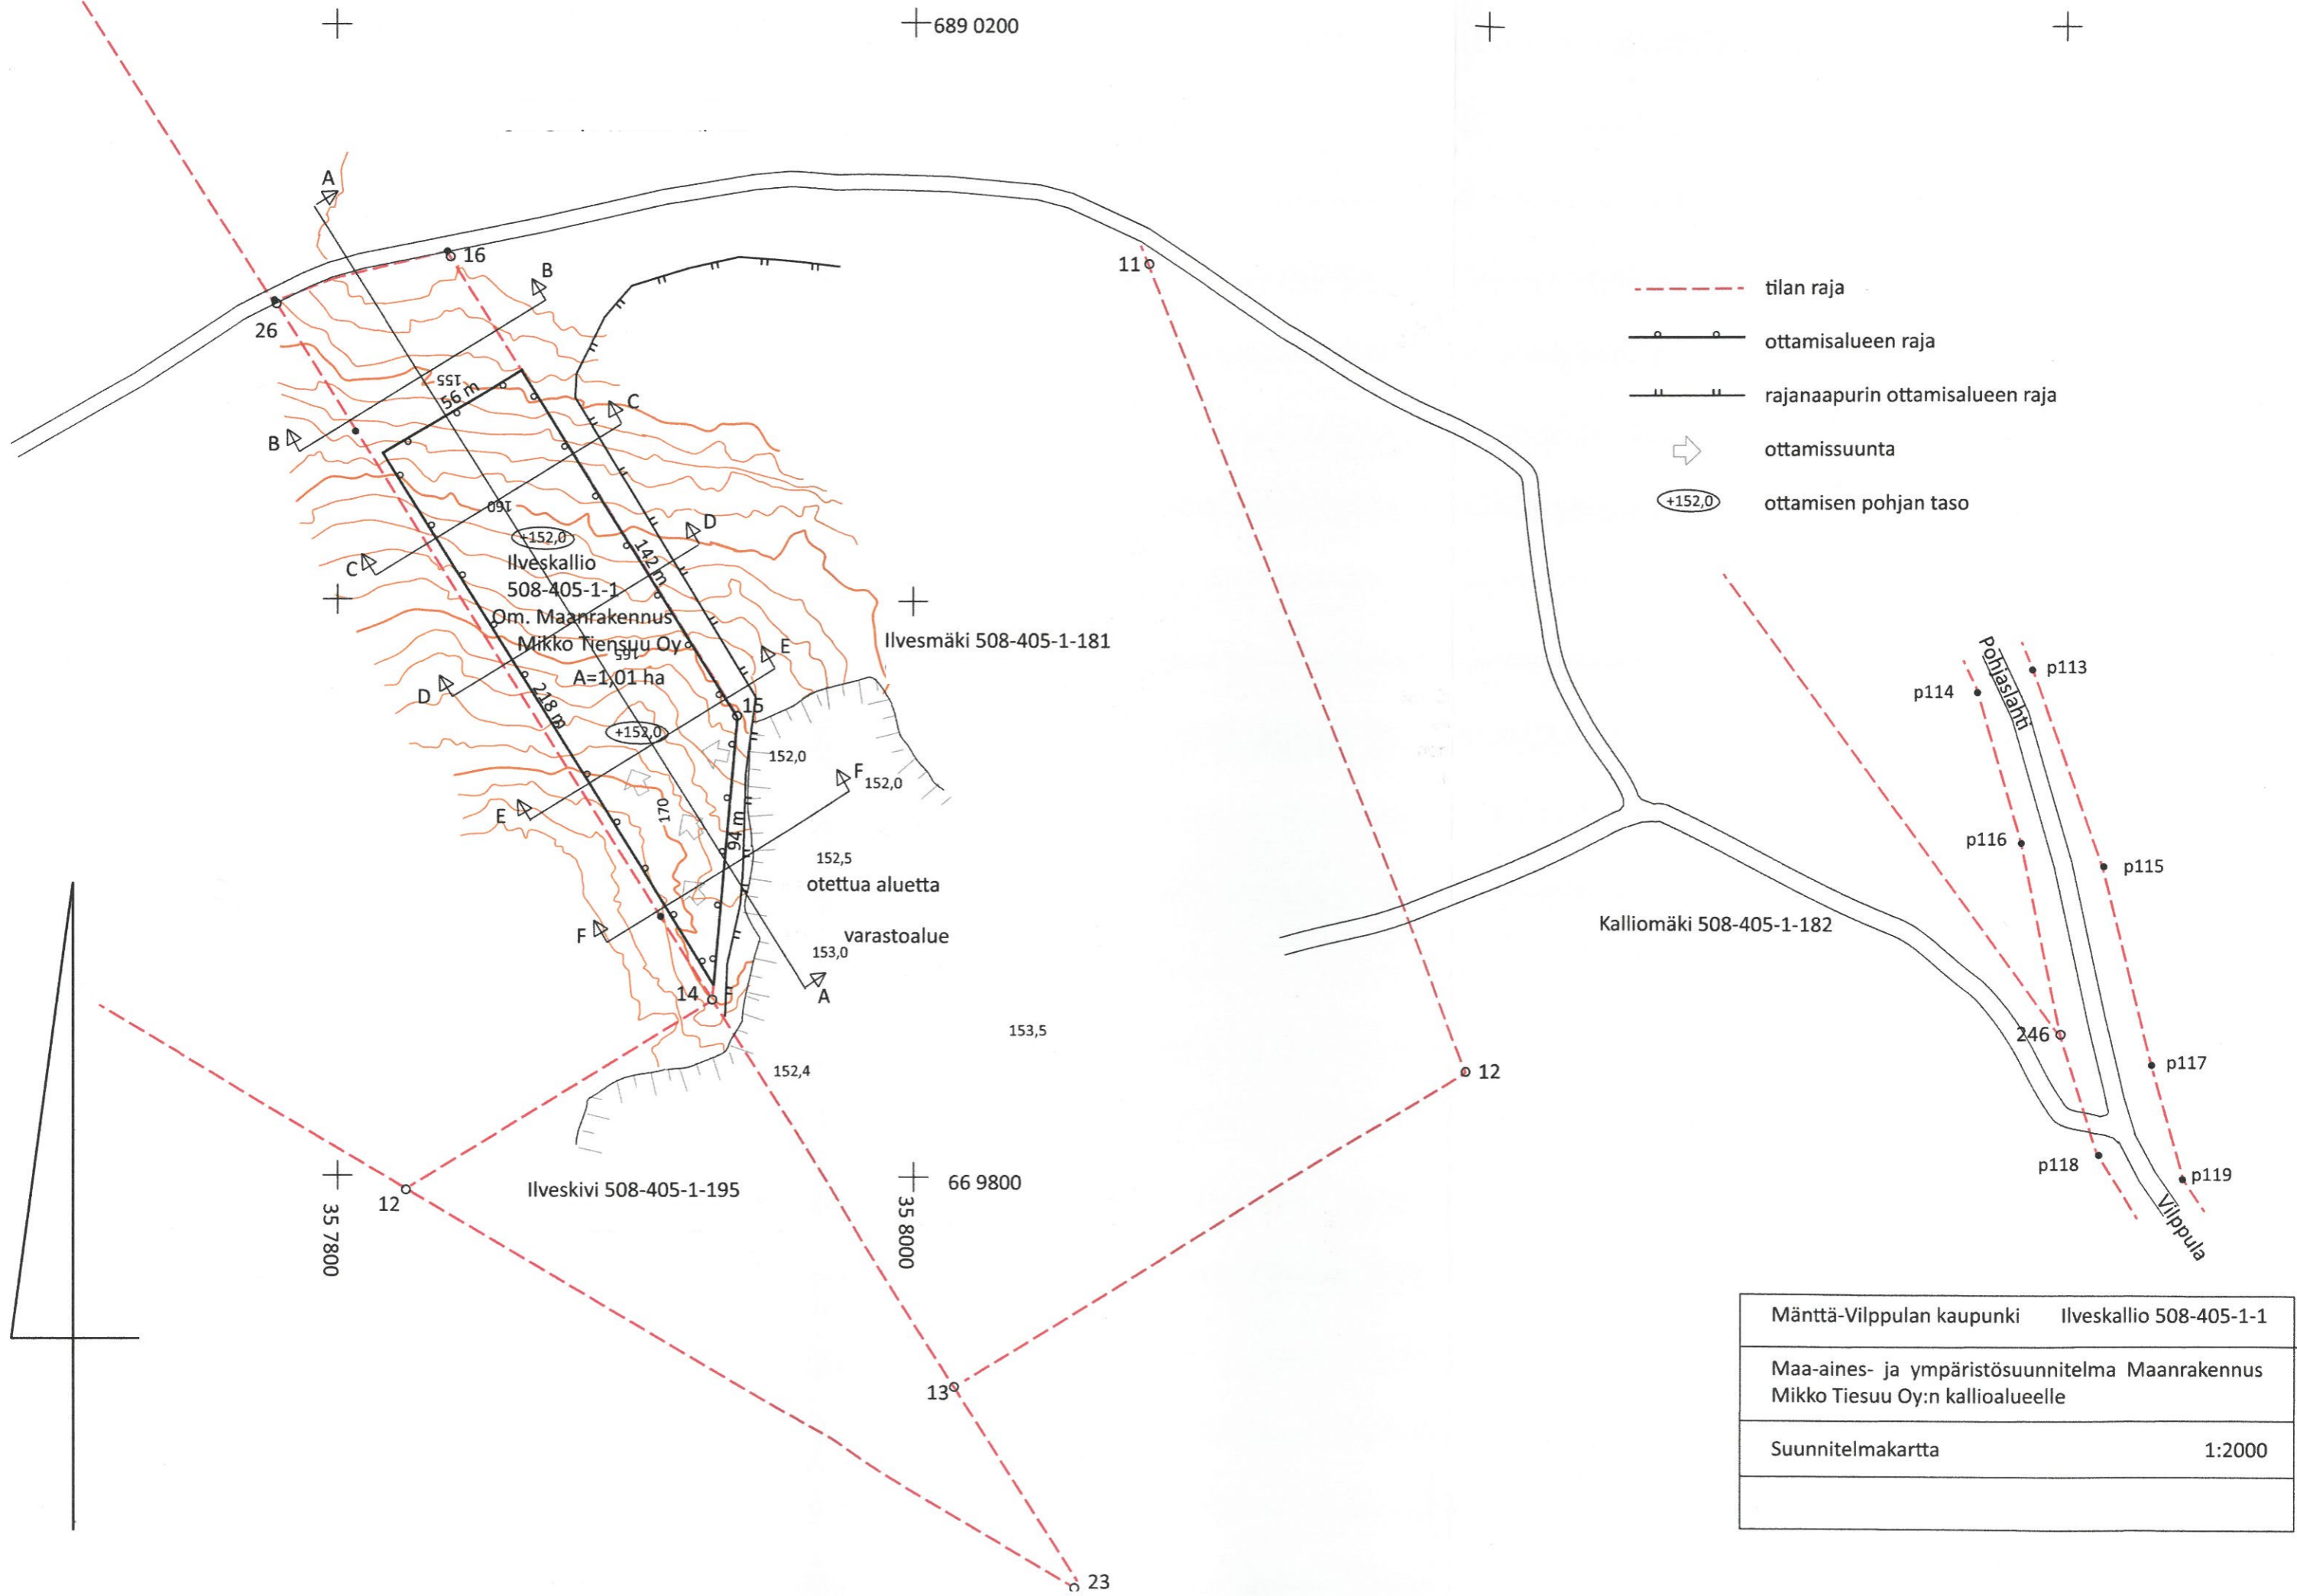 689 0200
A
16
B
11
26
tilan raja
ottamisalueen raja
155
56 m
rajanaapurin ottamisalueen raja
C
B
ottamissuunta
160
+152,0
ottamisen pohjan taso
D
+152,0
142 m
Ilveskallio
C
508-405-1-1
Om. Maanrakennus
Mikko Tiensuu Oy
E
Ilvesmäki 508-405-1-181
165
A=1,01 ha
D
218 m
15
+152,0
152,0
F
152,0
170
E
94 m
152,5
otettua aluetta
F
varastoalue
153,0
14
A
153,5
152,4
12
Pohjaslahti
p113
p114
p116
p115
Kalliomäki 508-405-1-182
246
p117
p118
p119
Vilppula
12
Ilveskivi 508-405-1-195
66 9800
35 7800
35 8000
13
23
Mänttä-Vilppulan kaupunki Ilveskallio 508-405-1-1
Maa-aines- ja ympäristösuunnitelma Maanrakennus
Mikko Tiesuu Oy:n kallioalueelle
Suunnitelmakartta 1:2000